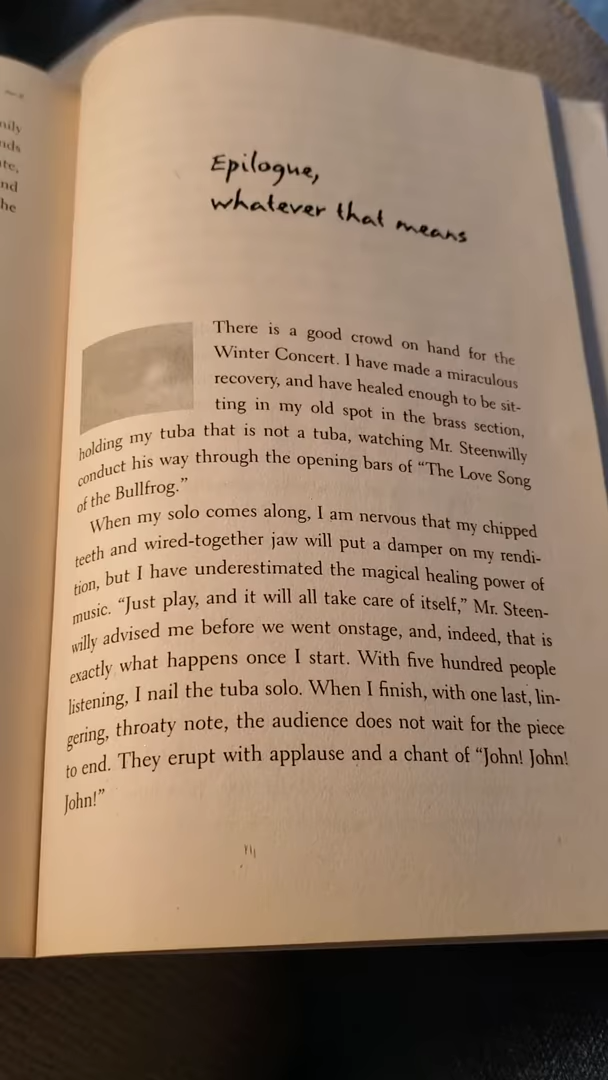 Epilogue,
whatever that means
There is a good crowd on hand for the
Winter Concert. I have made a miraculous
recovery, and have healed enough to be sit-
ting in my old spot in the brass section,
holding my tuba that is not a tuba, watching Mr. Steenwilly
conduct his way through the opening bars of “The Love Song
of the Bullfrog.”
When my solo comes along, I am nervous that my chipped
teeth and wired-together jaw will put a damper on my rendi-
tion, but I have underestimated the magical healing power of
music. “Just play, and it will all take care of itself,” Mr. Steen-
willy advised me before we went onstage, and, indeed, that is
exactly what happens once I start. With five hundred people
listening, I nail the tuba solo. When I finish, with one last, lin-
gering, throaty note, the audience does not wait for the piece
to end. They erupt with applause and a chant of “John! John!
John!”